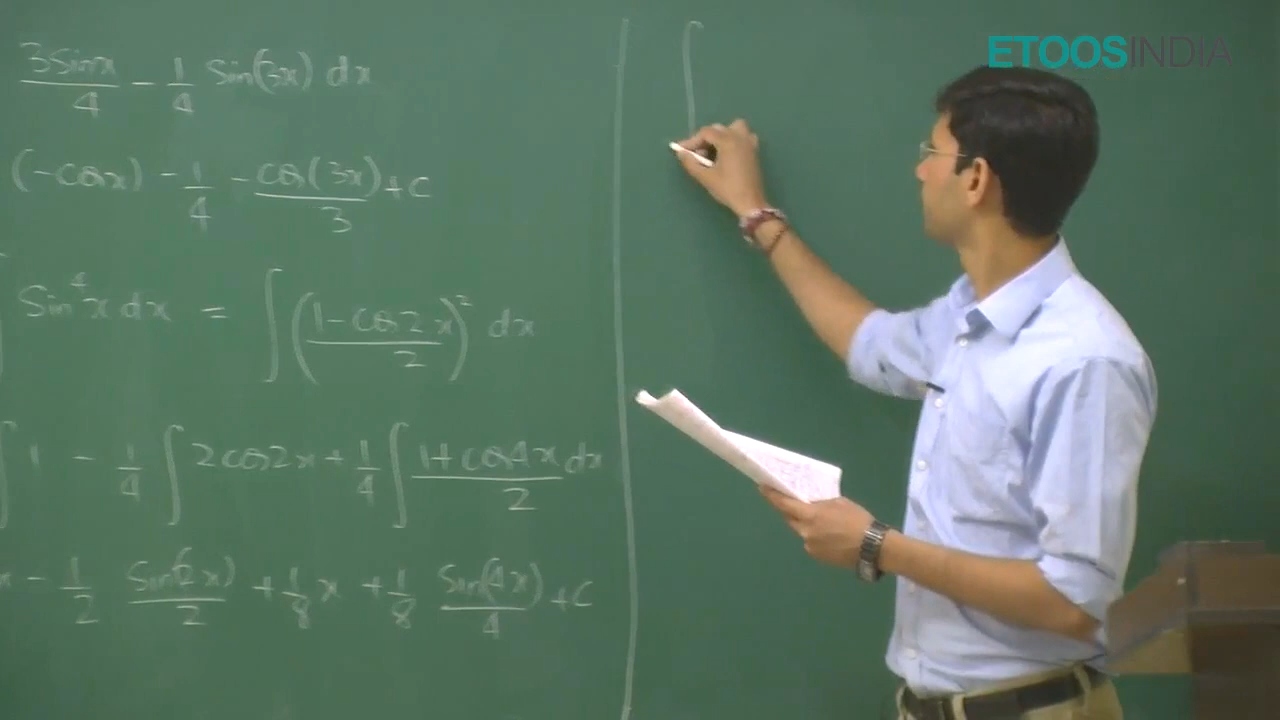 ETOOSINDIA
3sinx/4 - 1/4 sin(3x) dx
(-cosx) - 1/4 -cos(3x)/3 + c
Sin⁴x dx = ∫((1-cos2x)/2)² dx
∫1 - 1/4 ∫2cos2x + 1/4 ∫(1+cos4x)/2 dx
x - 1/2 sin(2x)/2 + 1/8 x + 1/8 sin(4x)/4 + c
∫